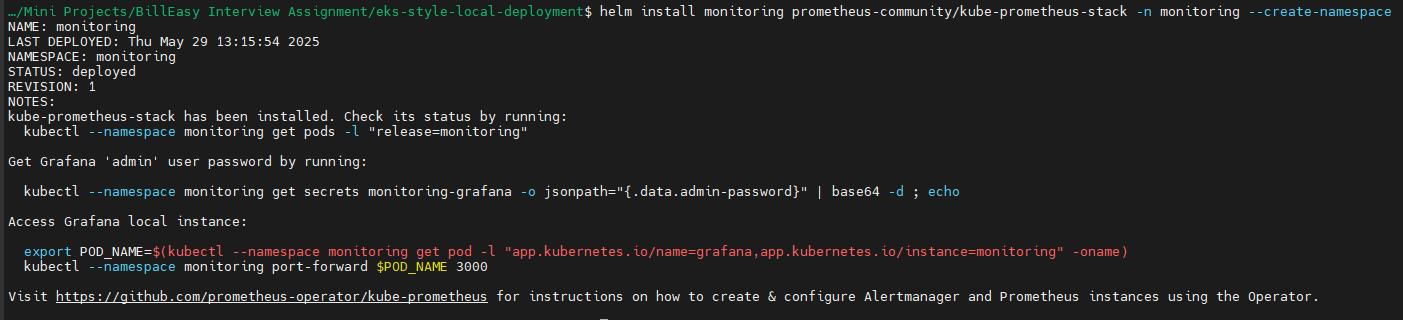 …/Mini Projects/BillEasy Interview Assignment/eks-style-local-deployment$ helm install monitoring prometheus-community/kube-prometheus-stack -n monitoring --create-namespace
NAME: monitoring
LAST DEPLOYED: Thu May 29 13:15:54 2025
NAMESPACE: monitoring
STATUS: deployed
REVISION: 1
NOTES:
kube-prometheus-stack has been installed. Check its status by running:
  kubectl --namespace monitoring get pods -l "release=monitoring"

Get Grafana 'admin' user password by running:

  kubectl --namespace monitoring get secrets monitoring-grafana -o jsonpath="{.data.admin-password}" | base64 -d ; echo

Access Grafana local instance:

  export POD_NAME=$(kubectl --namespace monitoring get pod -l "app.kubernetes.io/name=grafana,app.kubernetes.io/instance=monitoring" -oname)
  kubectl --namespace monitoring port-forward $POD_NAME 3000

Visit https://github.com/prometheus-operator/kube-prometheus for instructions on how to create & configure Alertmanager and Prometheus instances using the Operator.